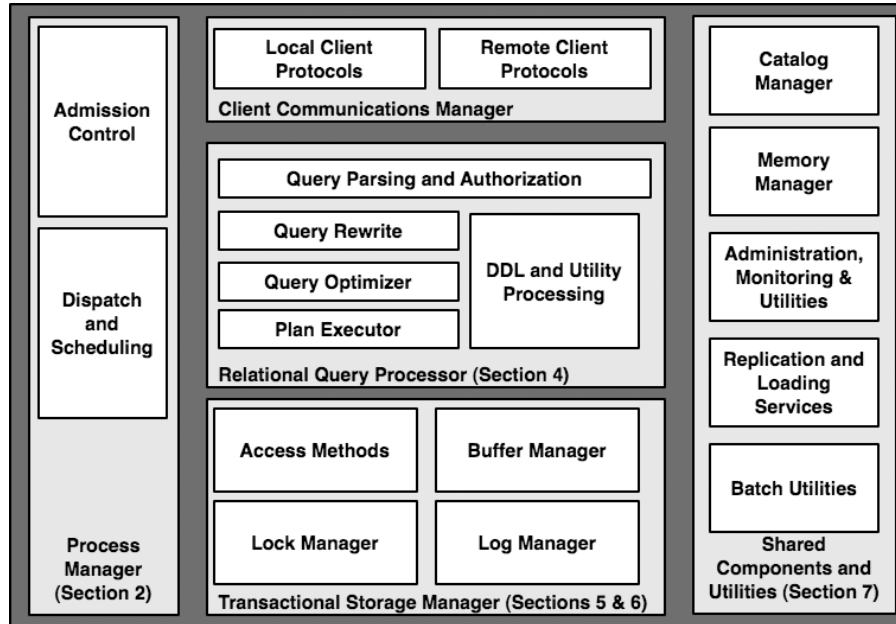 Admission
Control
Dispatch
and
Scheduling
Process
Manager
(Section 2)
Local Client
Protocols
Remote Client
Protocols
Client Communications Manager
Query Parsing and Authorization
Query Rewrite
Query Optimizer
Plan Executor
DDL and Utility
Processing
Relational Query Processor (Section 4)
Access Methods
Buffer Manager
Lock Manager
Log Manager
Transactional Storage Manager (Sections 5 & 6)
Catalog
Manager
Memory
Manager
Administration,
Monitoring &
Utilities
Replication and
Loading
Services
Batch Utilities
Shared
Components and
Utilities (Section 7)